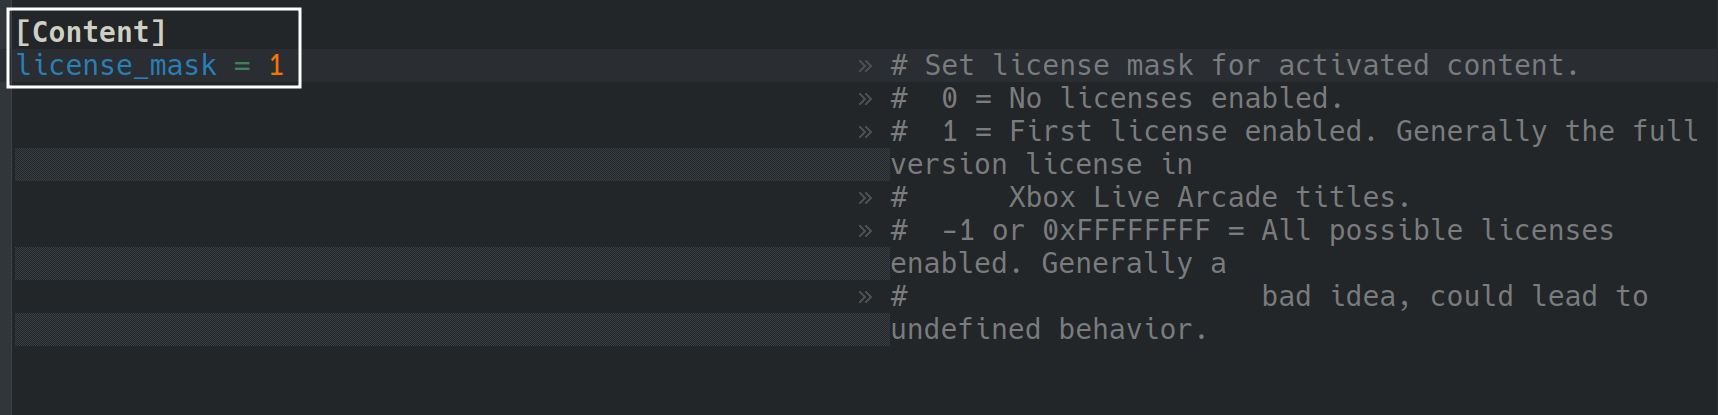 [Content]
license_mask = 1 » # Set license mask for activated content.
» #  0 = No licenses enabled.
» #  1 = First license enabled. Generally the full
version license in
» #      Xbox Live Arcade titles.
» #  -1 or 0xFFFFFFFF = All possible licenses
enabled. Generally a
» #                     bad idea, could lead to
undefined behavior.